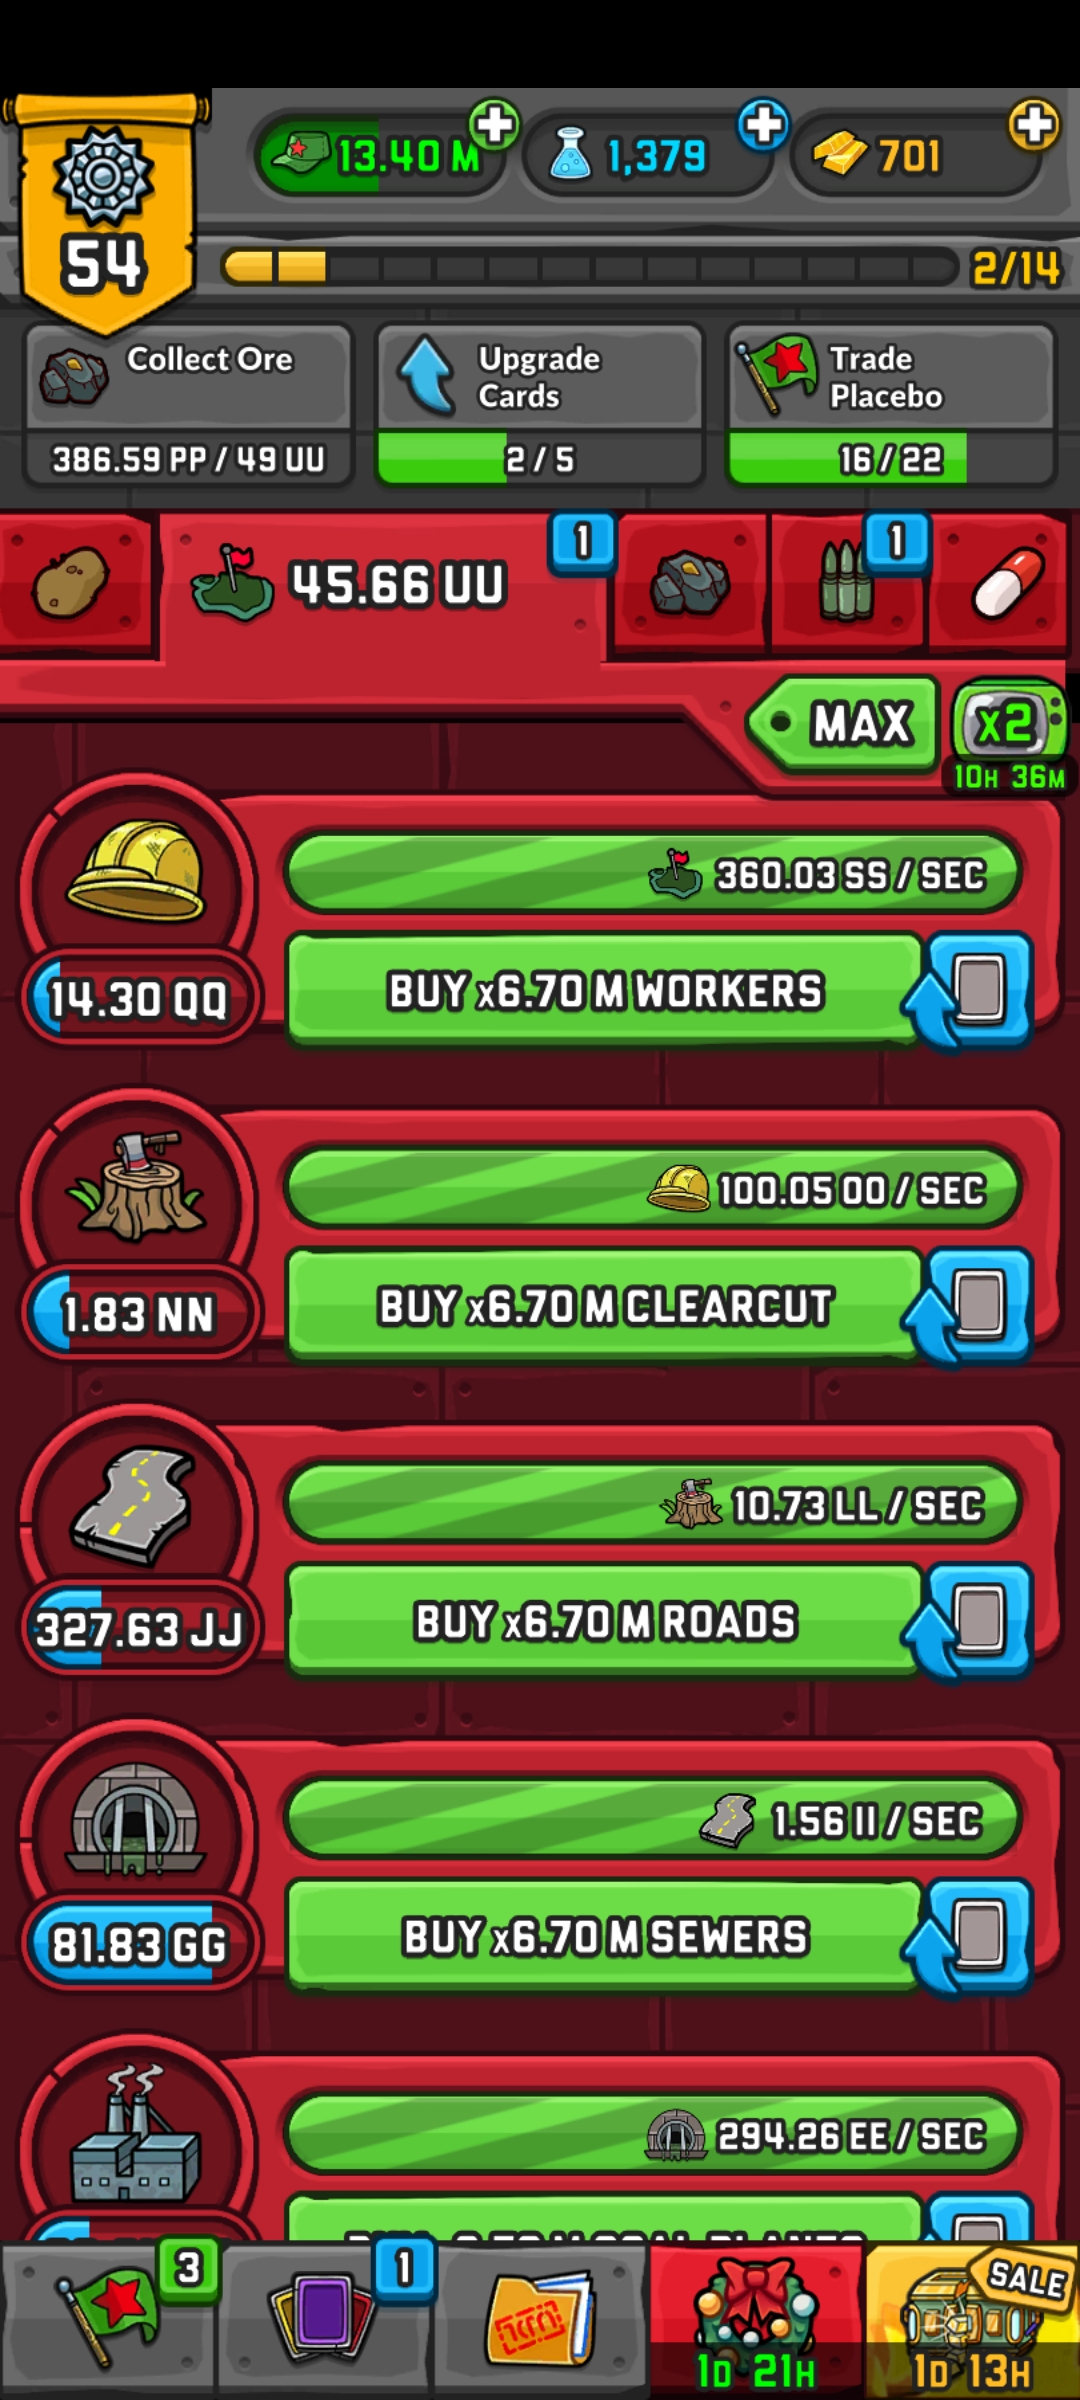 13.40 M
1,379
701
54
2/14
Collect Ore
386.59 PP / 49 UU
Upgrade
Cards
2 / 5
Trade
Placebo
16 / 22
45.66 UU
1
1
MAX
x2
10H 36M
360.03 SS / SEC
14.30 QQ
BUY x6.70 M WORKERS
100.05 OO / SEC
1.83 NN
BUY x6.70 M CLEARCUT
10.73 LL / SEC
327.63 JJ
BUY x6.70 M ROADS
1.56 II / SEC
81.83 GG
BUY x6.70 M SEWERS
294.26 EE / SEC
3
1
SALE
1D 21H
1D 13H